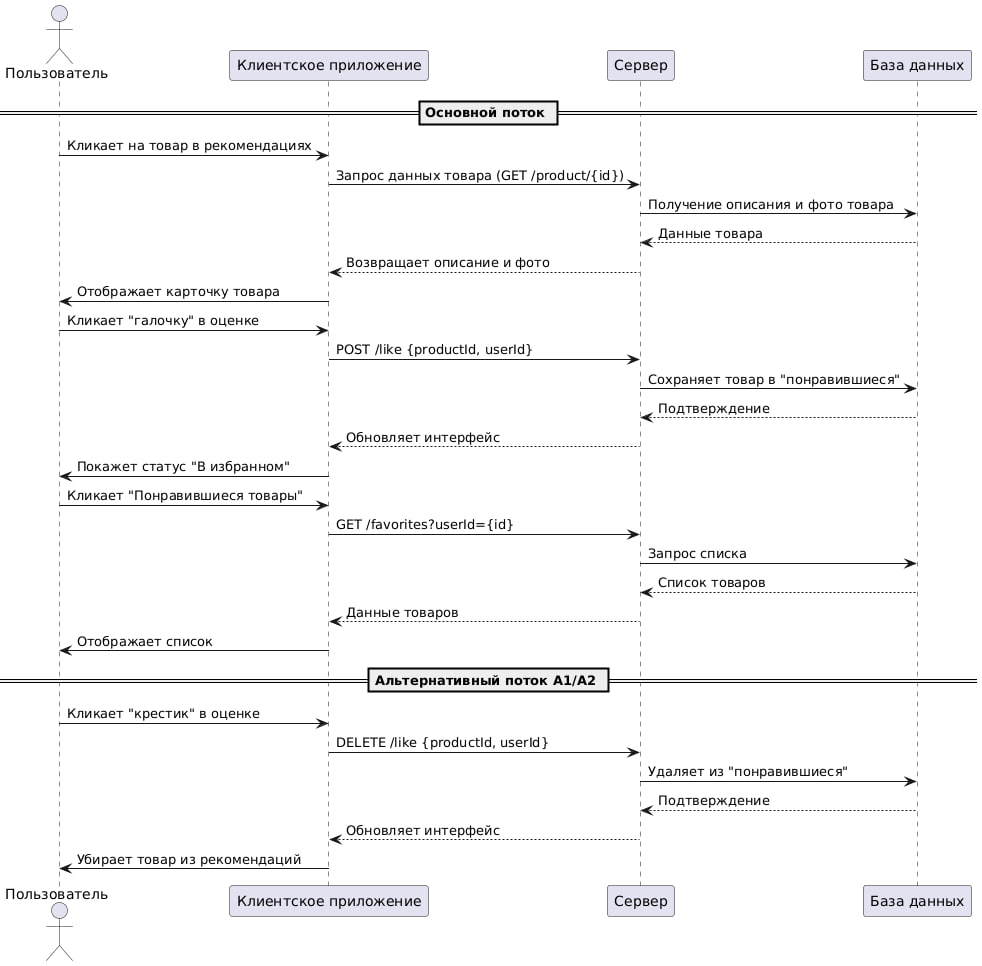 Пользователь
Клиентское приложение
Сервер
База данных
Основной поток
Кликает на товар в рекомендациях
Запрос данных товара (GET /product/{id})
Получение описания и фото товара
Данные товара
Возвращает описание и фото
Отображает карточку товара
Кликает "галочку" в оценке
POST /like {productId, userId}
Сохраняет товар в "понравившиеся"
Подтверждение
Обновляет интерфейс
Покажет статус "В избранном"
Кликает "Понравившиеся товары"
GET /favorites?userId={id}
Запрос списка
Список товаров
Данные товаров
Отображает список
Альтернативный поток A1/A2
Кликает "крестик" в оценке
DELETE /like {productId, userId}
Удаляет из "понравившиеся"
Подтверждение
Обновляет интерфейс
Убирает товар из рекомендаций
Пользователь
Клиентское приложение
Сервер
База данных